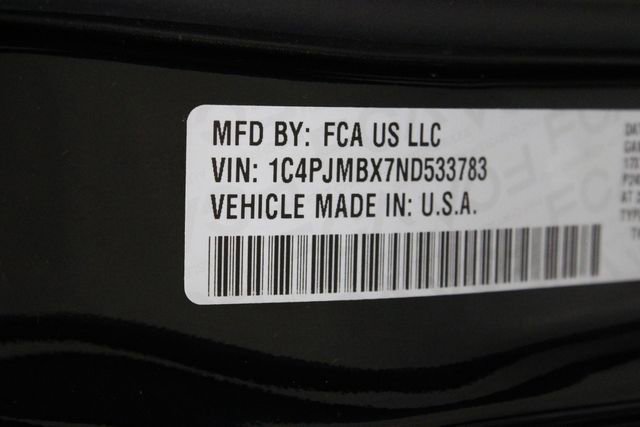 MFD BY: FCA US LLC
VIN: 1C4PJMBX7ND533783
VEHICLE MADE IN: U.S.A.